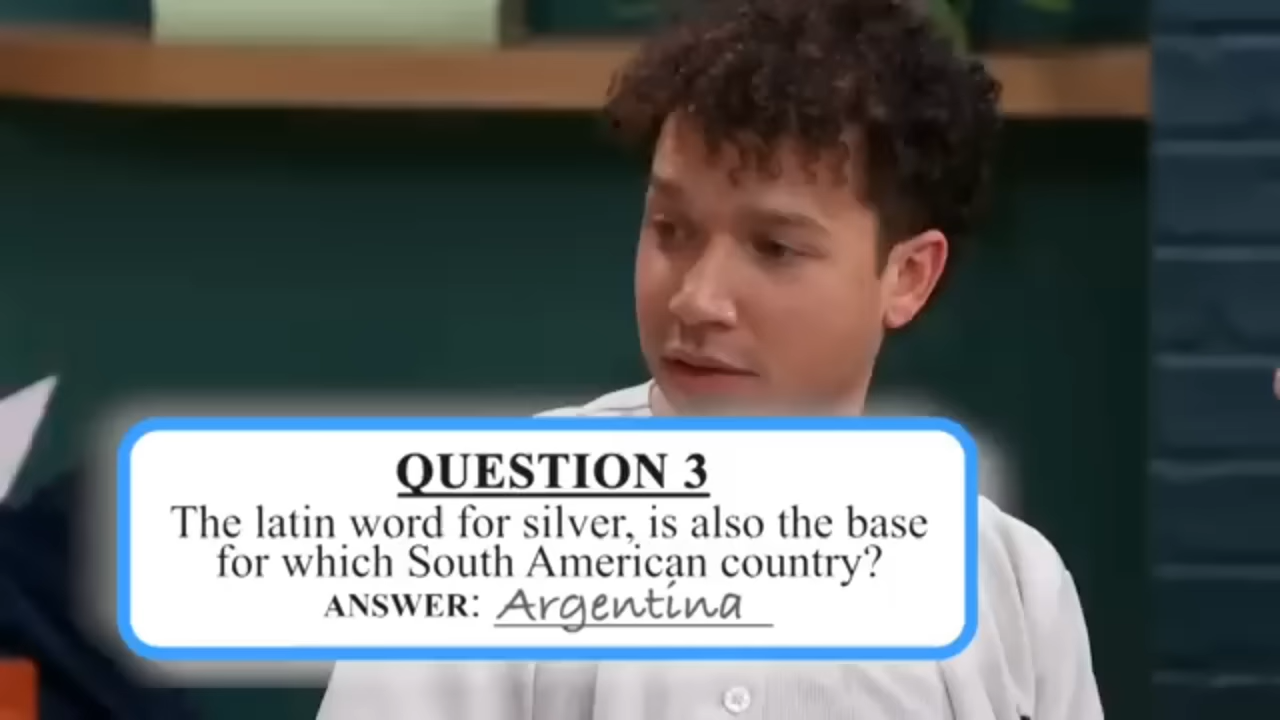 QUESTION 3
The latin word for silver, is also the base
for which South American country?
ANSWER: Argentina